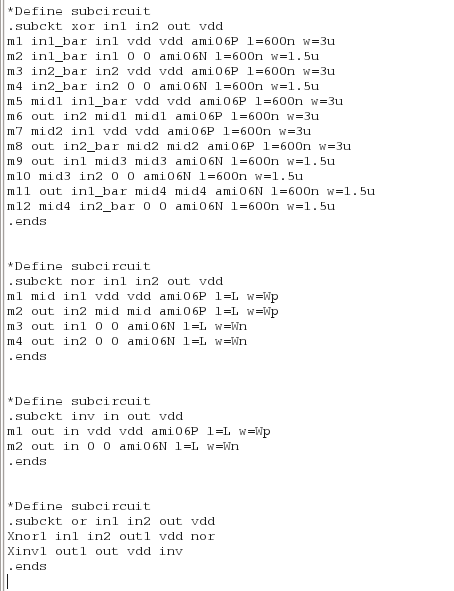 *Define subcircuit
.subckt xor in1 in2 out vdd
m1 in1_bar in1 vdd vdd ami06P l=600n w=3u
m2 in1_bar in1 0 0 ami06N l=600n w=1.5u
m3 in2_bar in2 vdd vdd ami06P l=600n w=3u
m4 in2_bar in2 0 0 ami06N l=600n w=1.5u
m5 mid1 in1_bar vdd vdd ami06P l=600n w=3u
m6 out in2 mid1 mid1 ami06P l=600n w=3u
m7 mid2 in1 vdd vdd ami06P l=600n w=3u
m8 out in2_bar mid2 mid2 ami06P l=600n w=3u
m9 out in1 mid3 mid3 ami06N l=600n w=1.5u
m10 mid3 in2 0 0 ami06N l=600n w=1.5u
m11 out in1_bar mid4 mid4 ami06N l=600n w=1.5u
m12 mid4 in2_bar 0 0 ami06N l=600n w=1.5u
.ends
*Define subcircuit
.subckt nor in1 in2 out vdd
m1 mid in1 vdd vdd ami06P l=L w=Wp
m2 out in2 mid mid ami06P l=L w=Wp
m3 out in1 0 0 ami06N l=L w=Wn
m4 out in2 0 0 ami06N l=L w=Wn
.ends
*Define subcircuit
.subckt inv in out vdd
m1 out in vdd vdd ami06P l=L w=Wp
m2 out in 0 0 ami06N l=L w=Wn
.ends
*Define subcircuit
.subckt or in1 in2 out vdd
Xnor1 in1 in2 out1 vdd nor
Xinv1 out1 out vdd inv
.ends